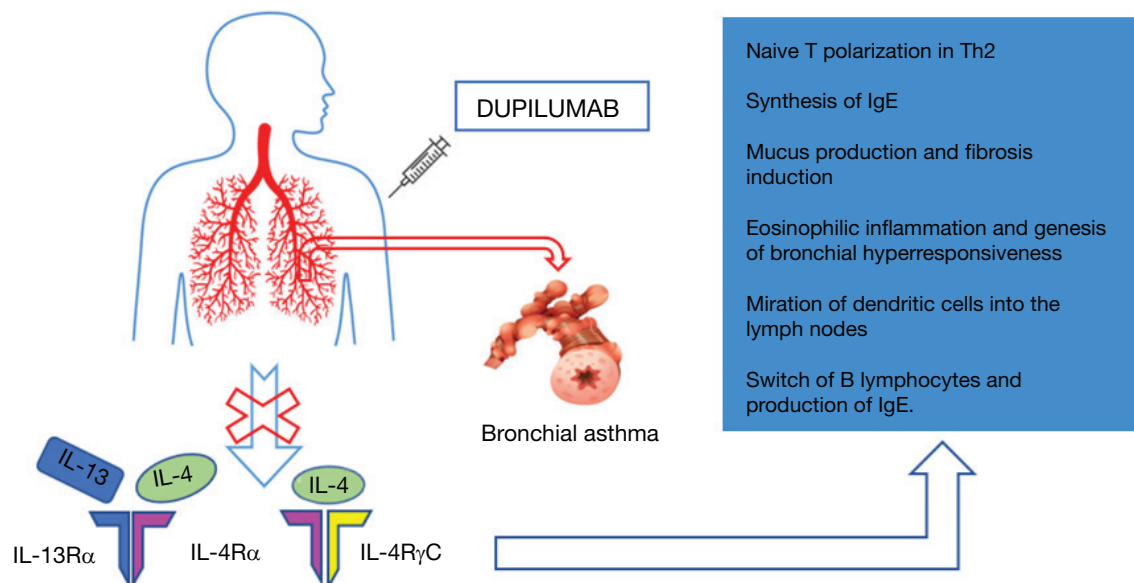 DUPILUMAB
Naive T polarization in Th2
Synthesis of IgE
Mucus production and fibrosis
induction
Eosinophilic inflammation and genesis
of bronchial hyperresponsiveness
Miration of dendritic cells into the
lymph nodes
Switch of B lymphocytes and
production of IgE.
Bronchial asthma
IL-13
IL-4
IL-4
IL-13Rα
IL-4Rα
IL-4RγC